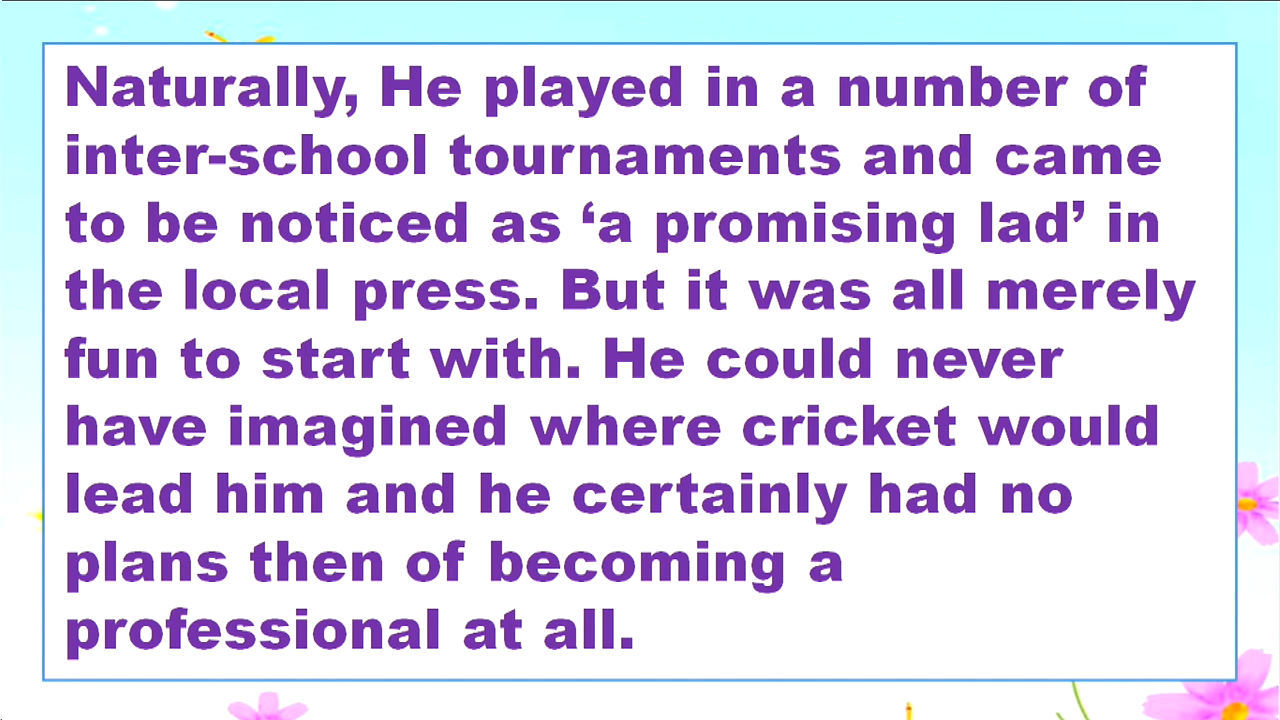 Naturally, He played in a number of
inter-school tournaments and came
to be noticed as ‘a promising lad’ in
the local press. But it was all merely
fun to start with. He could never
have imagined where cricket would
lead him and he certainly had no
plans then of becoming a
professional at all.